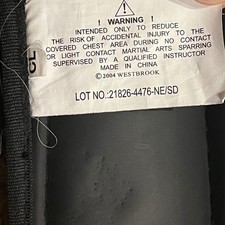 ! WARNING !
INTENDED ONLY TO REDUCE
THE RISK OF ACCIDENTAL INJURY TO THE
COVERED CHEST AREA DURING NO CONTACT
OR LIGHT CONTACT MARTIAL ARTS SPARRING
SUPERVISED BY A QUALIFIED INSTRUCTOR
MADE IN CHINA
©2004 WESTBROOK
LOT NO.:21826-4476-NE/SD